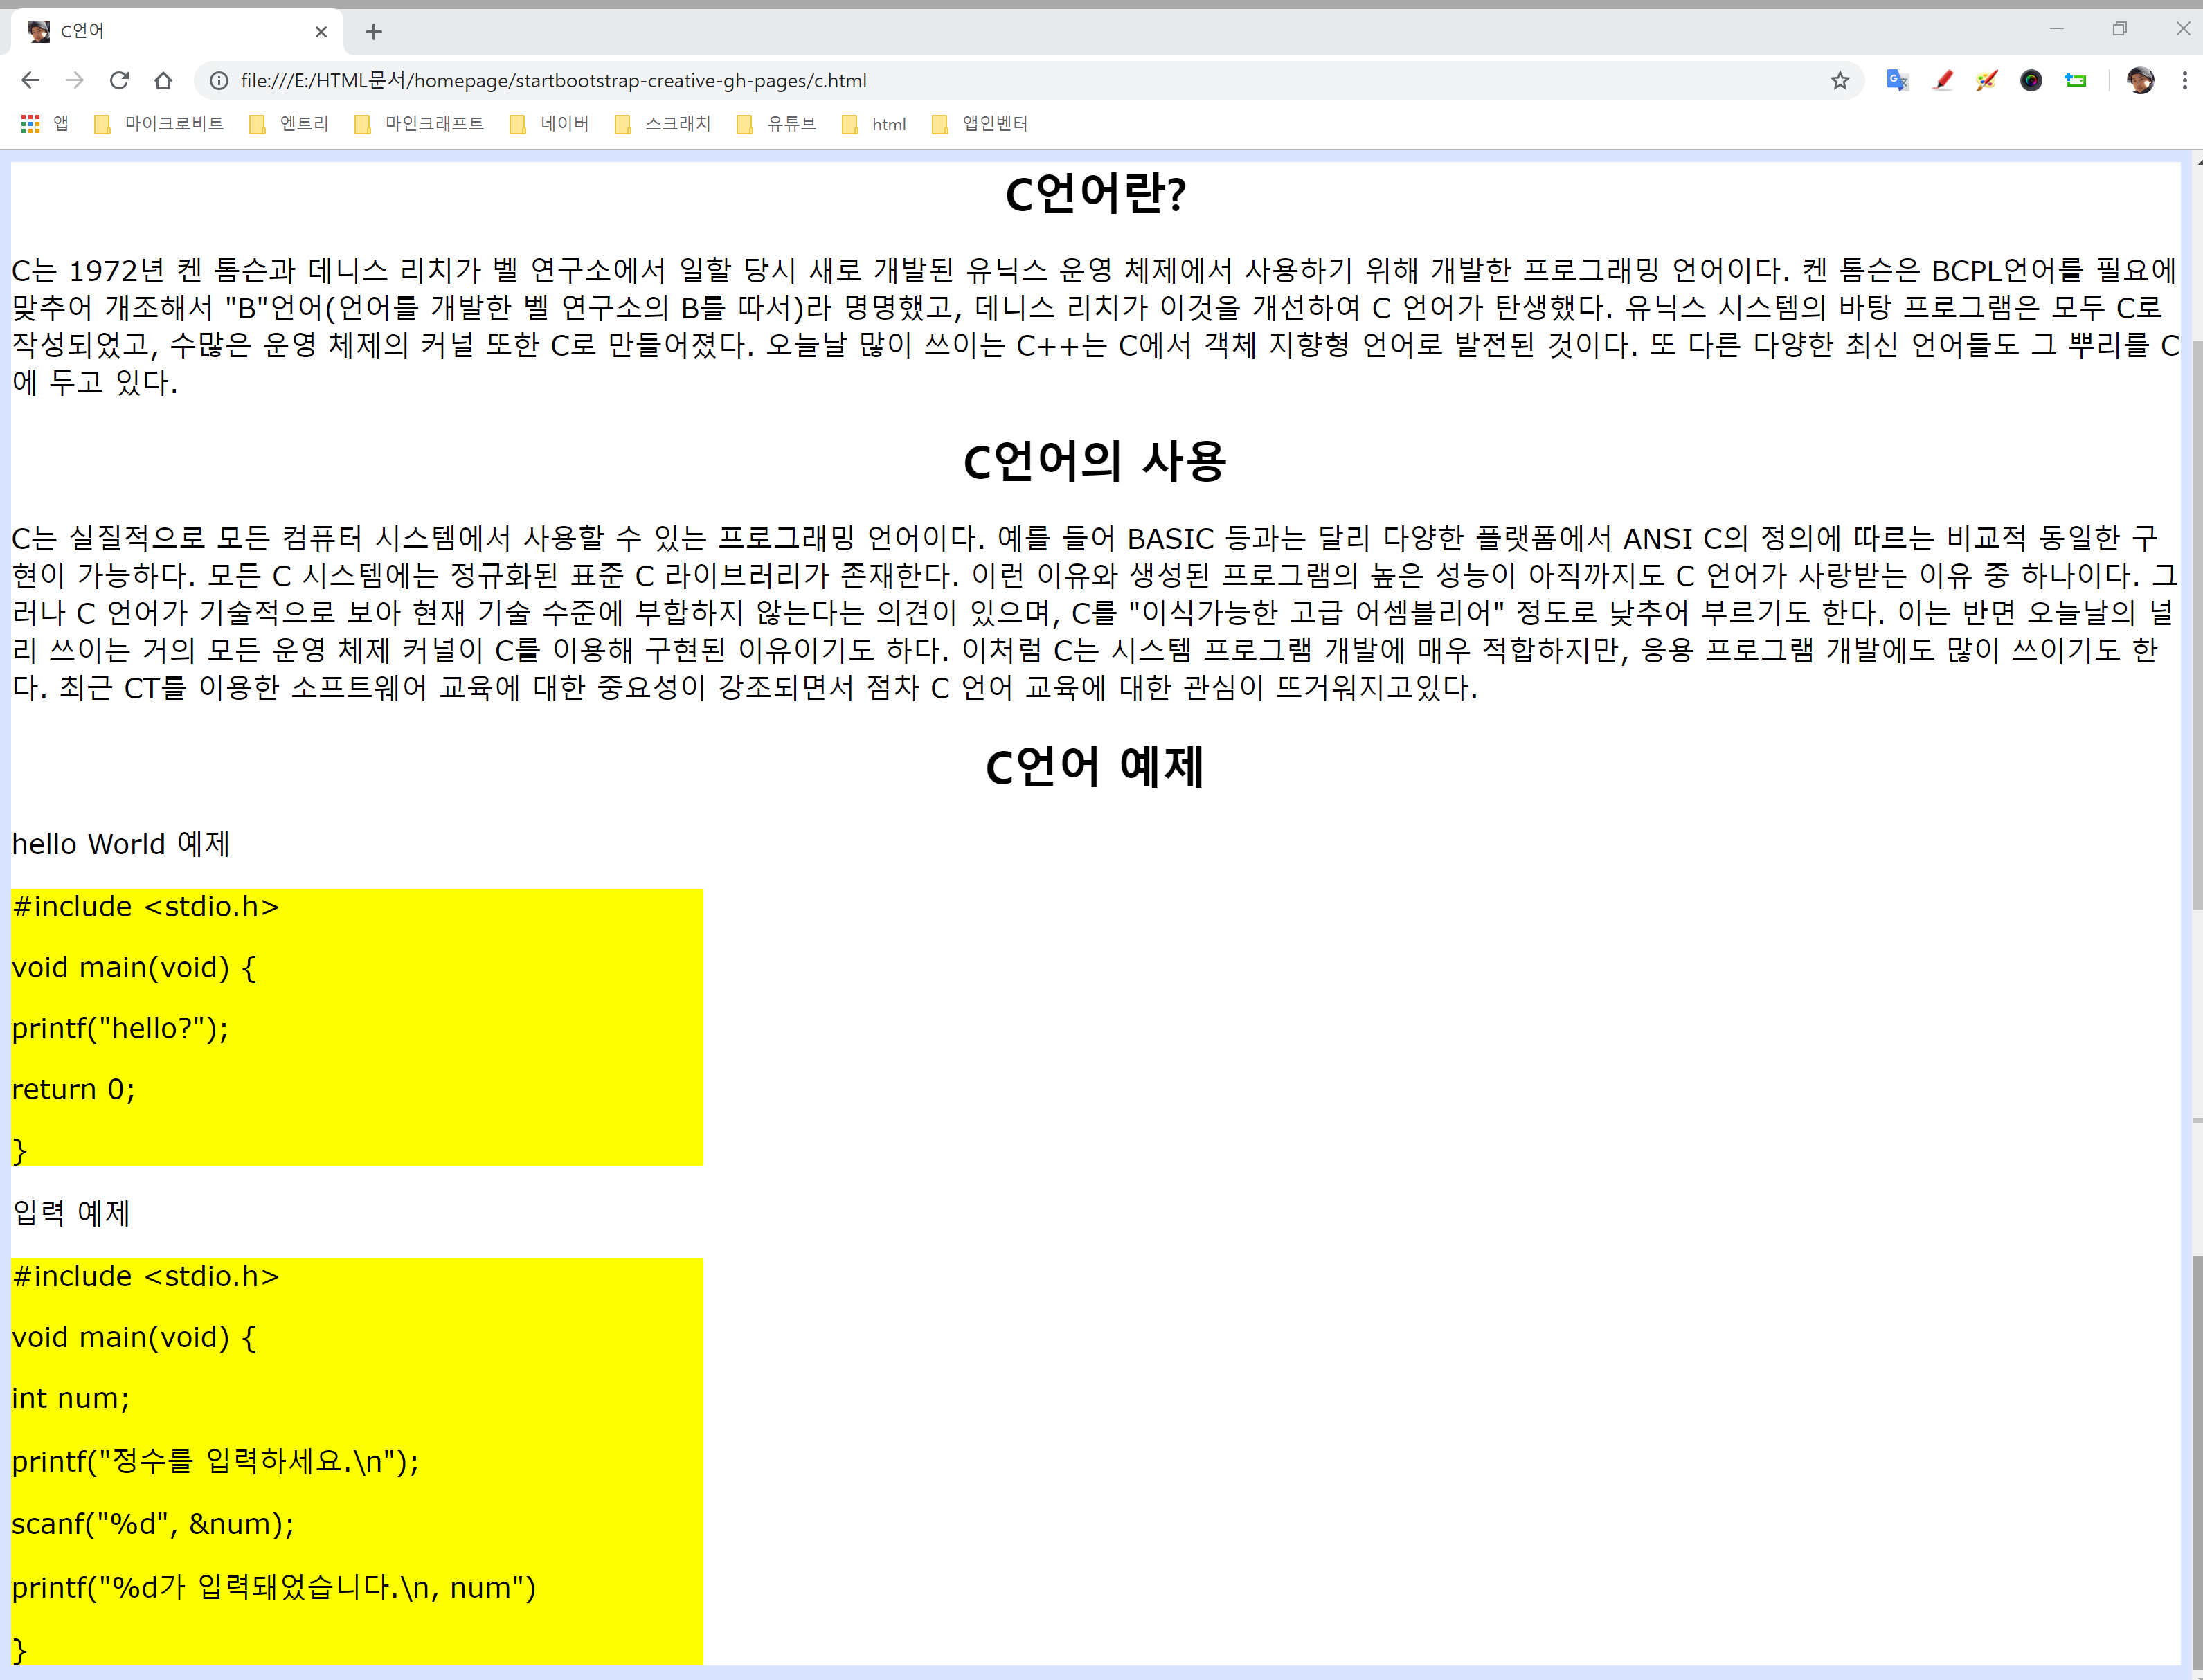 C언어
file:///E:/HTML문서/homepage/startbootstrap-creative-gh-pages/c.html
앱 마이크로비트 엔트리 마인크래프트 네이버 스크래치 유튜브 html 앱인벤터
C언어란?
C는 1972년 켄 톰슨과 데니스 리치가 벨 연구소에서 일할 당시 새로 개발된 유닉스 운영 체제에서 사용하기 위해 개발한 프로그래밍 언어이다. 켄 톰슨은 BCPL언어를 필요에
맞추어 개조해서 "B"언어(언어를 개발한 벨 연구소의 B를 따서)라 명명했고, 데니스 리치가 이것을 개선하여 C 언어가 탄생했다. 유닉스 시스템의 바탕 프로그램은 모두 C로
작성되었고, 수많은 운영 체제의 커널 또한 C로 만들어졌다. 오늘날 많이 쓰이는 C++는 C에서 객체 지향형 언어로 발전된 것이다. 또 다른 다양한 최신 언어들도 그 뿌리를 C
에 두고 있다.
C언어의 사용
C는 실질적으로 모든 컴퓨터 시스템에서 사용할 수 있는 프로그래밍 언어이다. 예를 들어 BASIC 등과는 달리 다양한 플랫폼에서 ANSI C의 정의에 따르는 비교적 동일한 구
현이 가능하다. 모든 C 시스템에는 정규화된 표준 C 라이브러리가 존재한다. 이런 이유와 생성된 프로그램의 높은 성능이 아직까지도 C 언어가 사랑받는 이유 중 하나이다. 그
러나 C 언어가 기술적으로 보아 현재 기술 수준에 부합하지 않는다는 의견이 있으며, C를 "이식가능한 고급 어셈블리어" 정도로 낮추어 부르기도 한다. 이는 반면 오늘날의 널
리 쓰이는 거의 모든 운영 체제 커널이 C를 이용해 구현된 이유이기도 하다. 이처럼 C는 시스템 프로그램 개발에 매우 적합하지만, 응용 프로그램 개발에도 많이 쓰이기도 한
다. 최근 CT를 이용한 소프트웨어 교육에 대한 중요성이 강조되면서 점차 C 언어 교육에 대한 관심이 뜨거워지고있다.
C언어 예제
hello World 예제
#include <stdio.h>
void main(void) {
printf("hello?");
return 0;
}
입력 예제
#include <stdio.h>
void main(void) {
int num;
printf("정수를 입력하세요.\n");
scanf("%d", &num);
printf("%d가 입력돼었습니다.\n, num")
}